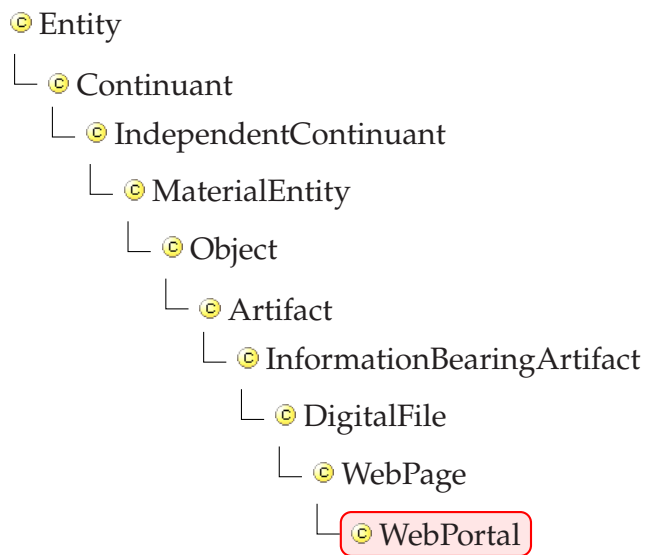 Entity
Continuant
IndependentContinuant
MaterialEntity
Object
Artifact
InformationBearingArtifact
DigitalFile
WebPage
WebPortal